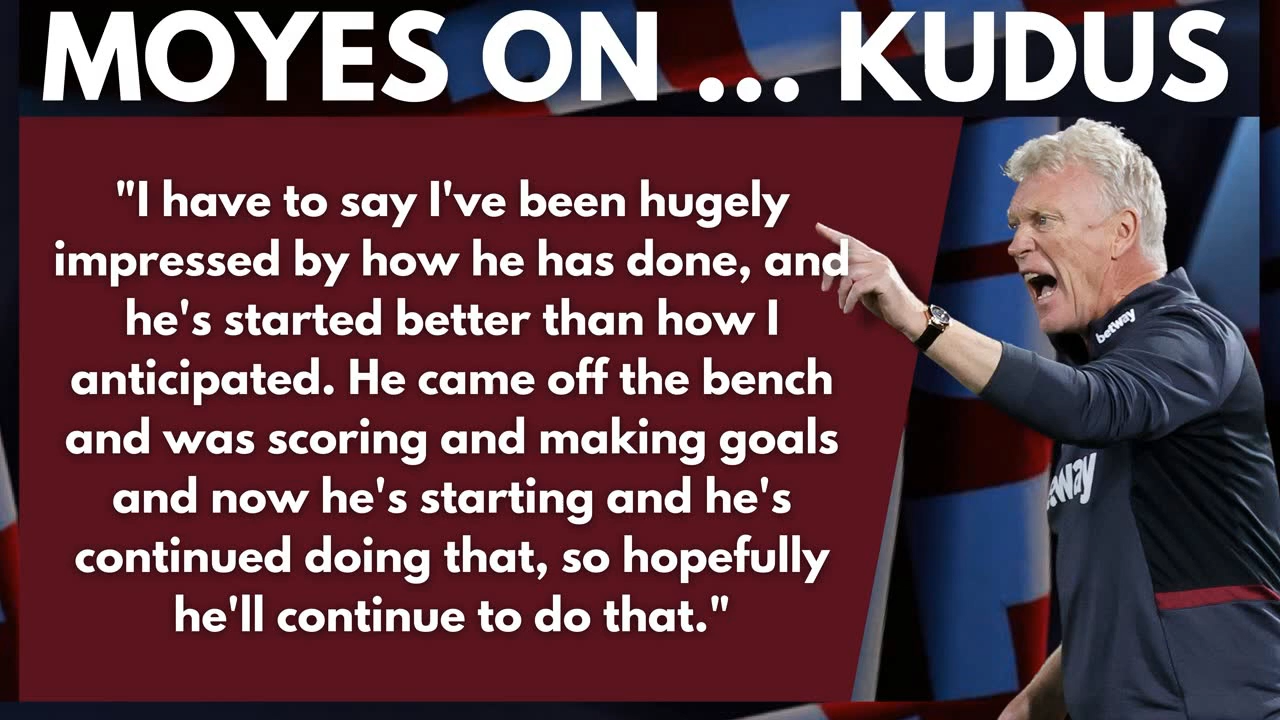 MOYES ON ... KUDUS
"I have to say I've been hugely
impressed by how he has done, and
he's started better than how I
anticipated. He came off the bench
and was scoring and making goals
and now he's starting and he's
continued doing that, so hopefully
he'll continue to do that."
betway
way